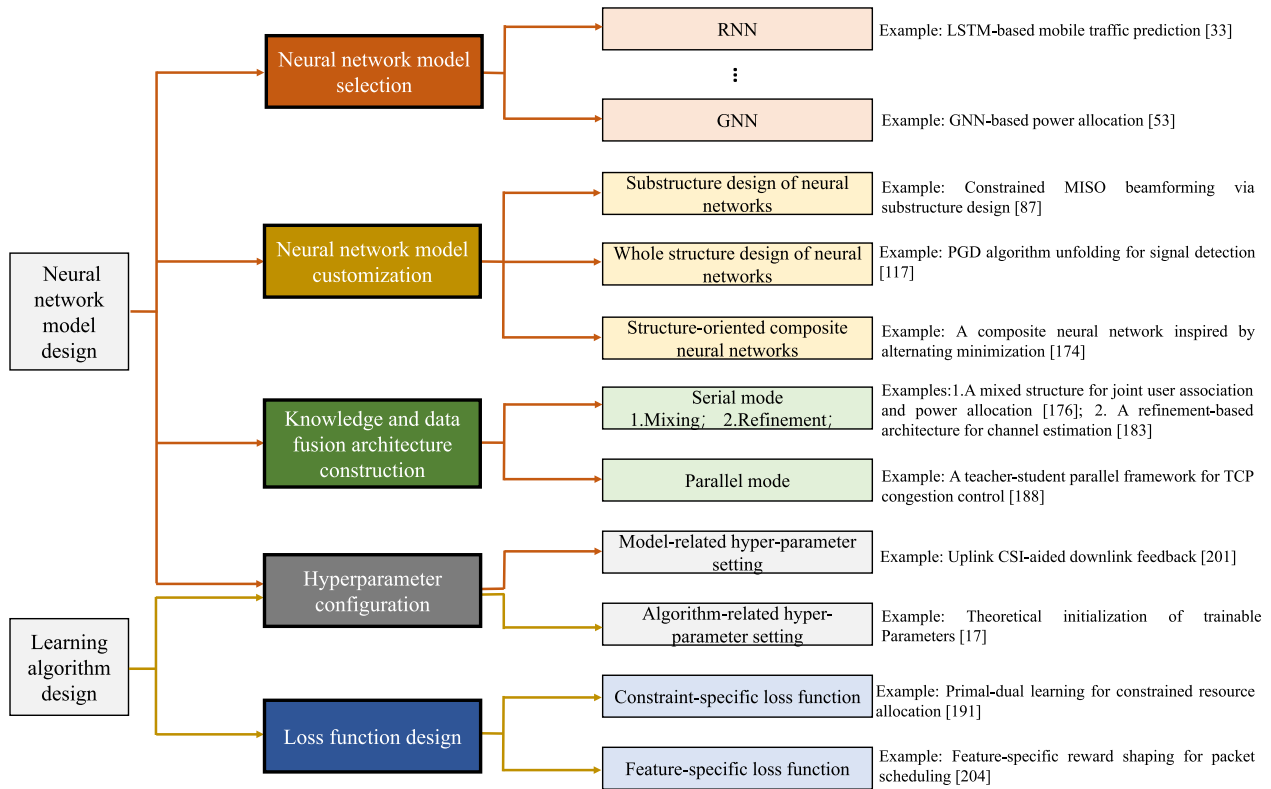 Neural
network
model
design
Learning
algorithm
design
Neural network model
selection
Neural network model
customization
Knowledge and data
fusion architecture
construction
Hyperparameter
configuration
Loss function design
RNN
Example: LSTM-based mobile traffic prediction [33]
...
GNN
Example: GNN-based power allocation [53]
Substructure design of neural
networks
Example: Constrained MISO beamforming via
substructure design [87]
Whole structure design of neural
networks
Example: PGD algorithm unfolding for signal detection
[117]
Structure-oriented composite
neural networks
Example: A composite neural network inspired by
alternating minimization [174]
Serial mode
1.Mixing; 2.Refinement;
Examples:1.A mixed structure for joint user association
and power allocation [176]; 2. A refinement-based
architecture for channel estimation [183]
Parallel mode
Example: A teacher-student parallel framework for TCP
congestion control [188]
Model-related hyper-parameter
setting
Example: Uplink CSI-aided downlink feedback [201]
Algorithm-related hyper-
parameter setting
Example: Theoretical initialization of trainable
Parameters [17]
Constraint-specific loss function
Example: Primal-dual learning for constrained resource
allocation [191]
Feature-specific loss function
Example: Feature-specific reward shaping for packet
scheduling [204]